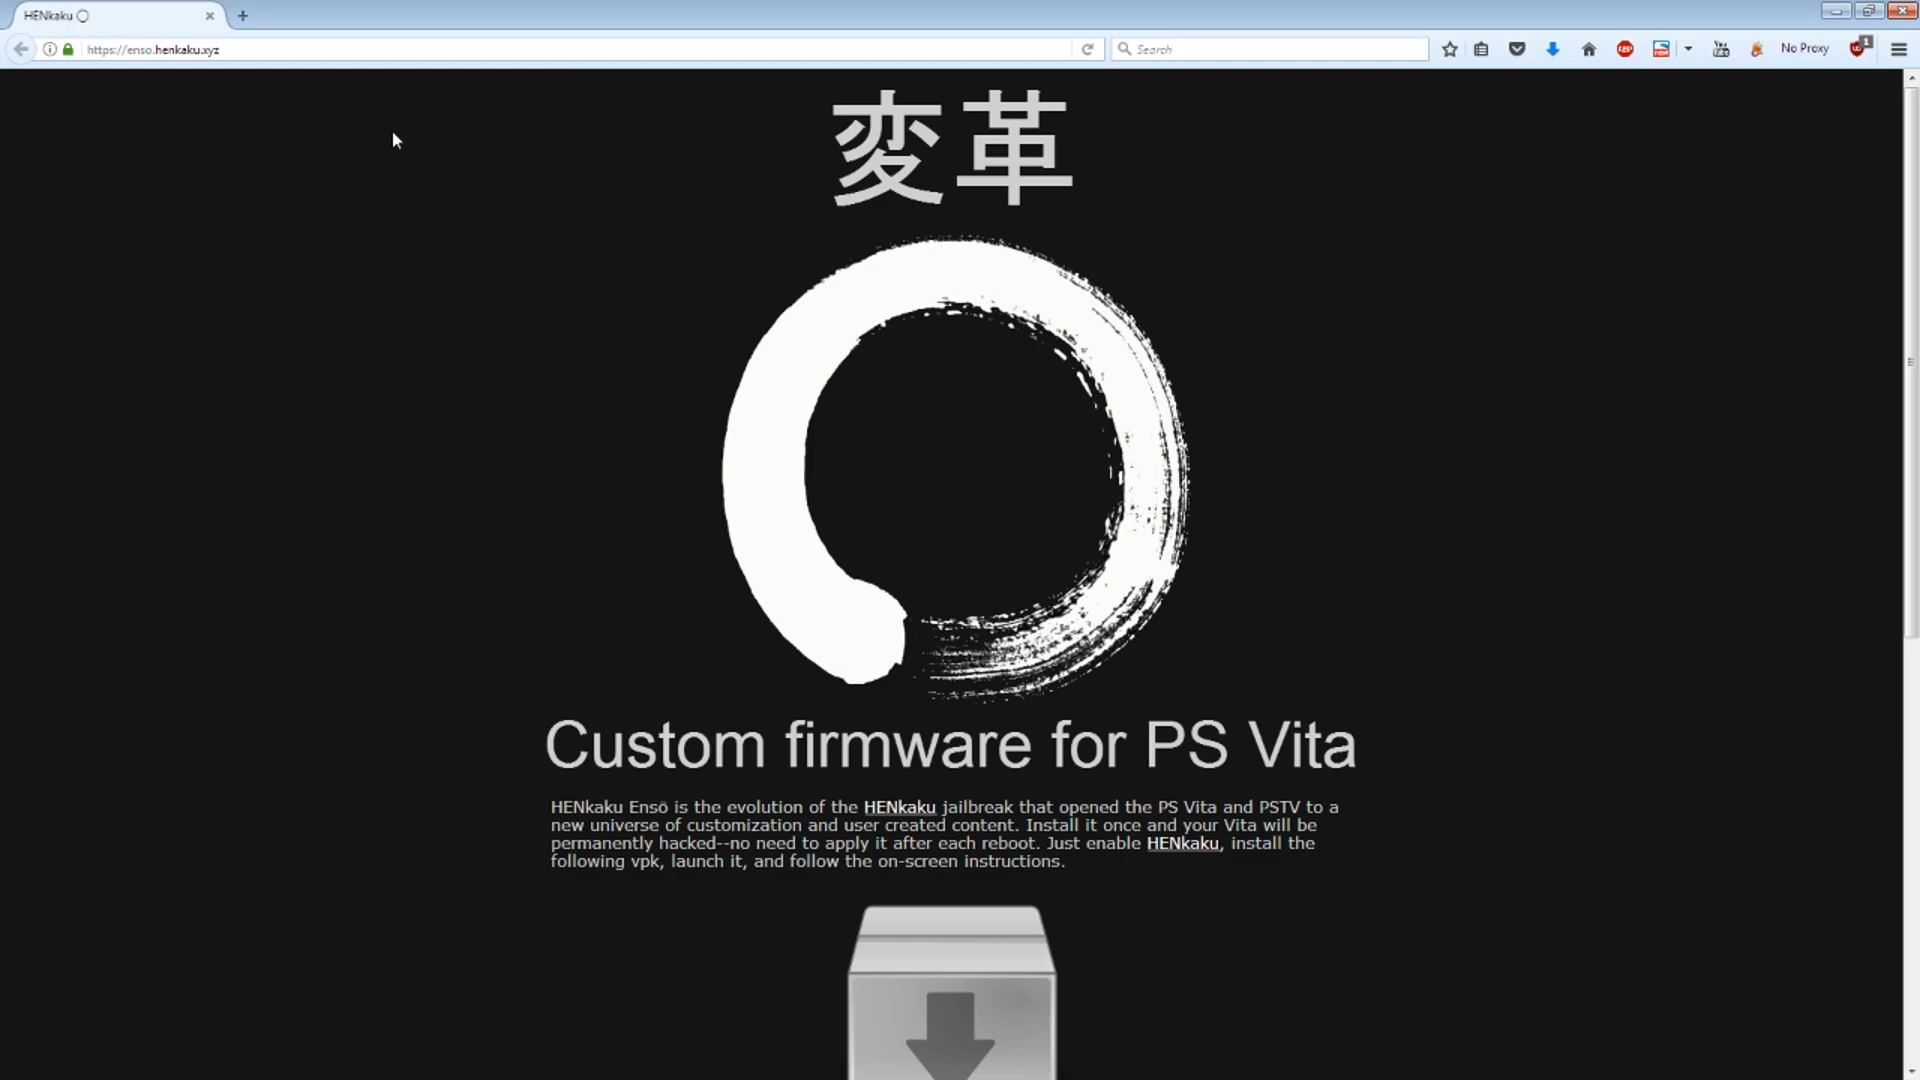 HENkaku ◯
https://enso.henkaku.xyz
Search
ABP
You
No Proxy
1
変革
Custom firmware for PS Vita
HENkaku Ensō is the evolution of the HENkaku jailbreak that opened the PS Vita and PSTV to a
new universe of customization and user created content. Install it once and your Vita will be
permanently hacked--no need to apply it after each reboot. Just enable HENkaku, install the
following vpk, launch it, and follow the on-screen instructions.